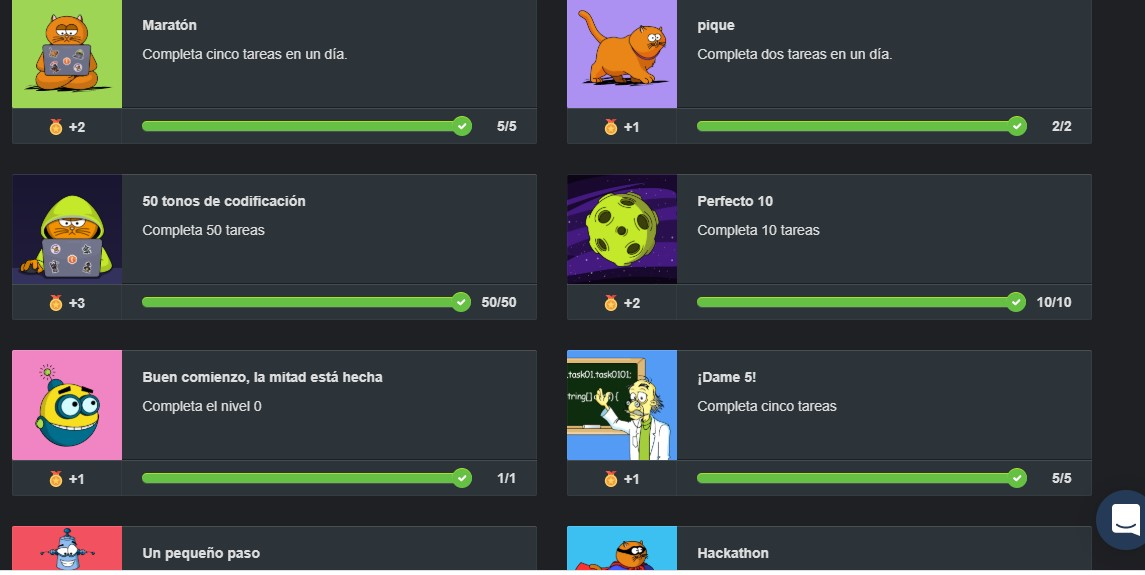 Maratón
Completa cinco tareas en un día.
+2
5/5
pique
Completa dos tareas en un día.
+1
2/2
50 tonos de codificación
Completa 50 tareas
+3
50/50
Perfecto 10
Completa 10 tareas
+2
10/10
Buen comienzo, la mitad está hecha
Completa el nivel 0
+1
1/1
.task01.task0101;
¡Dame 5!
Completa cinco tareas
+1
5/5
Un pequeño paso
Hackathon